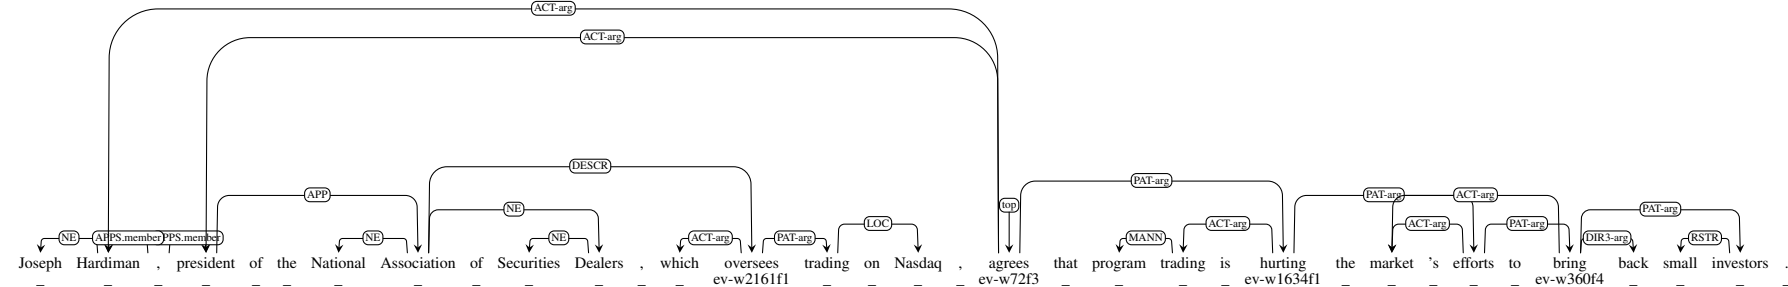 ACT-arg
ACT-arg
DESCR
APP PAT-arg
NE top PAT-arg ACT-arg PAT-arg
LOC ACT-arg ACT-arg PAT-arg
NE APPS.member PPS.member NE NE ACT-arg PAT-arg MANN DIR3-arg RSTR
Joseph Hardiman , president of the National Association of Securities Dealers , which oversees trading on Nasdaq , agrees that program trading is hurting the market 's efforts to bring back small investors .
_ _ _ _ _ _ _ _ _ _ _ _ _ ev-w2161f1 _ _ _ _ ev-w72f3 _ _ _ _ ev-w1634f1 _ _ _ _ _ ev-w360f4 _ _ _ _